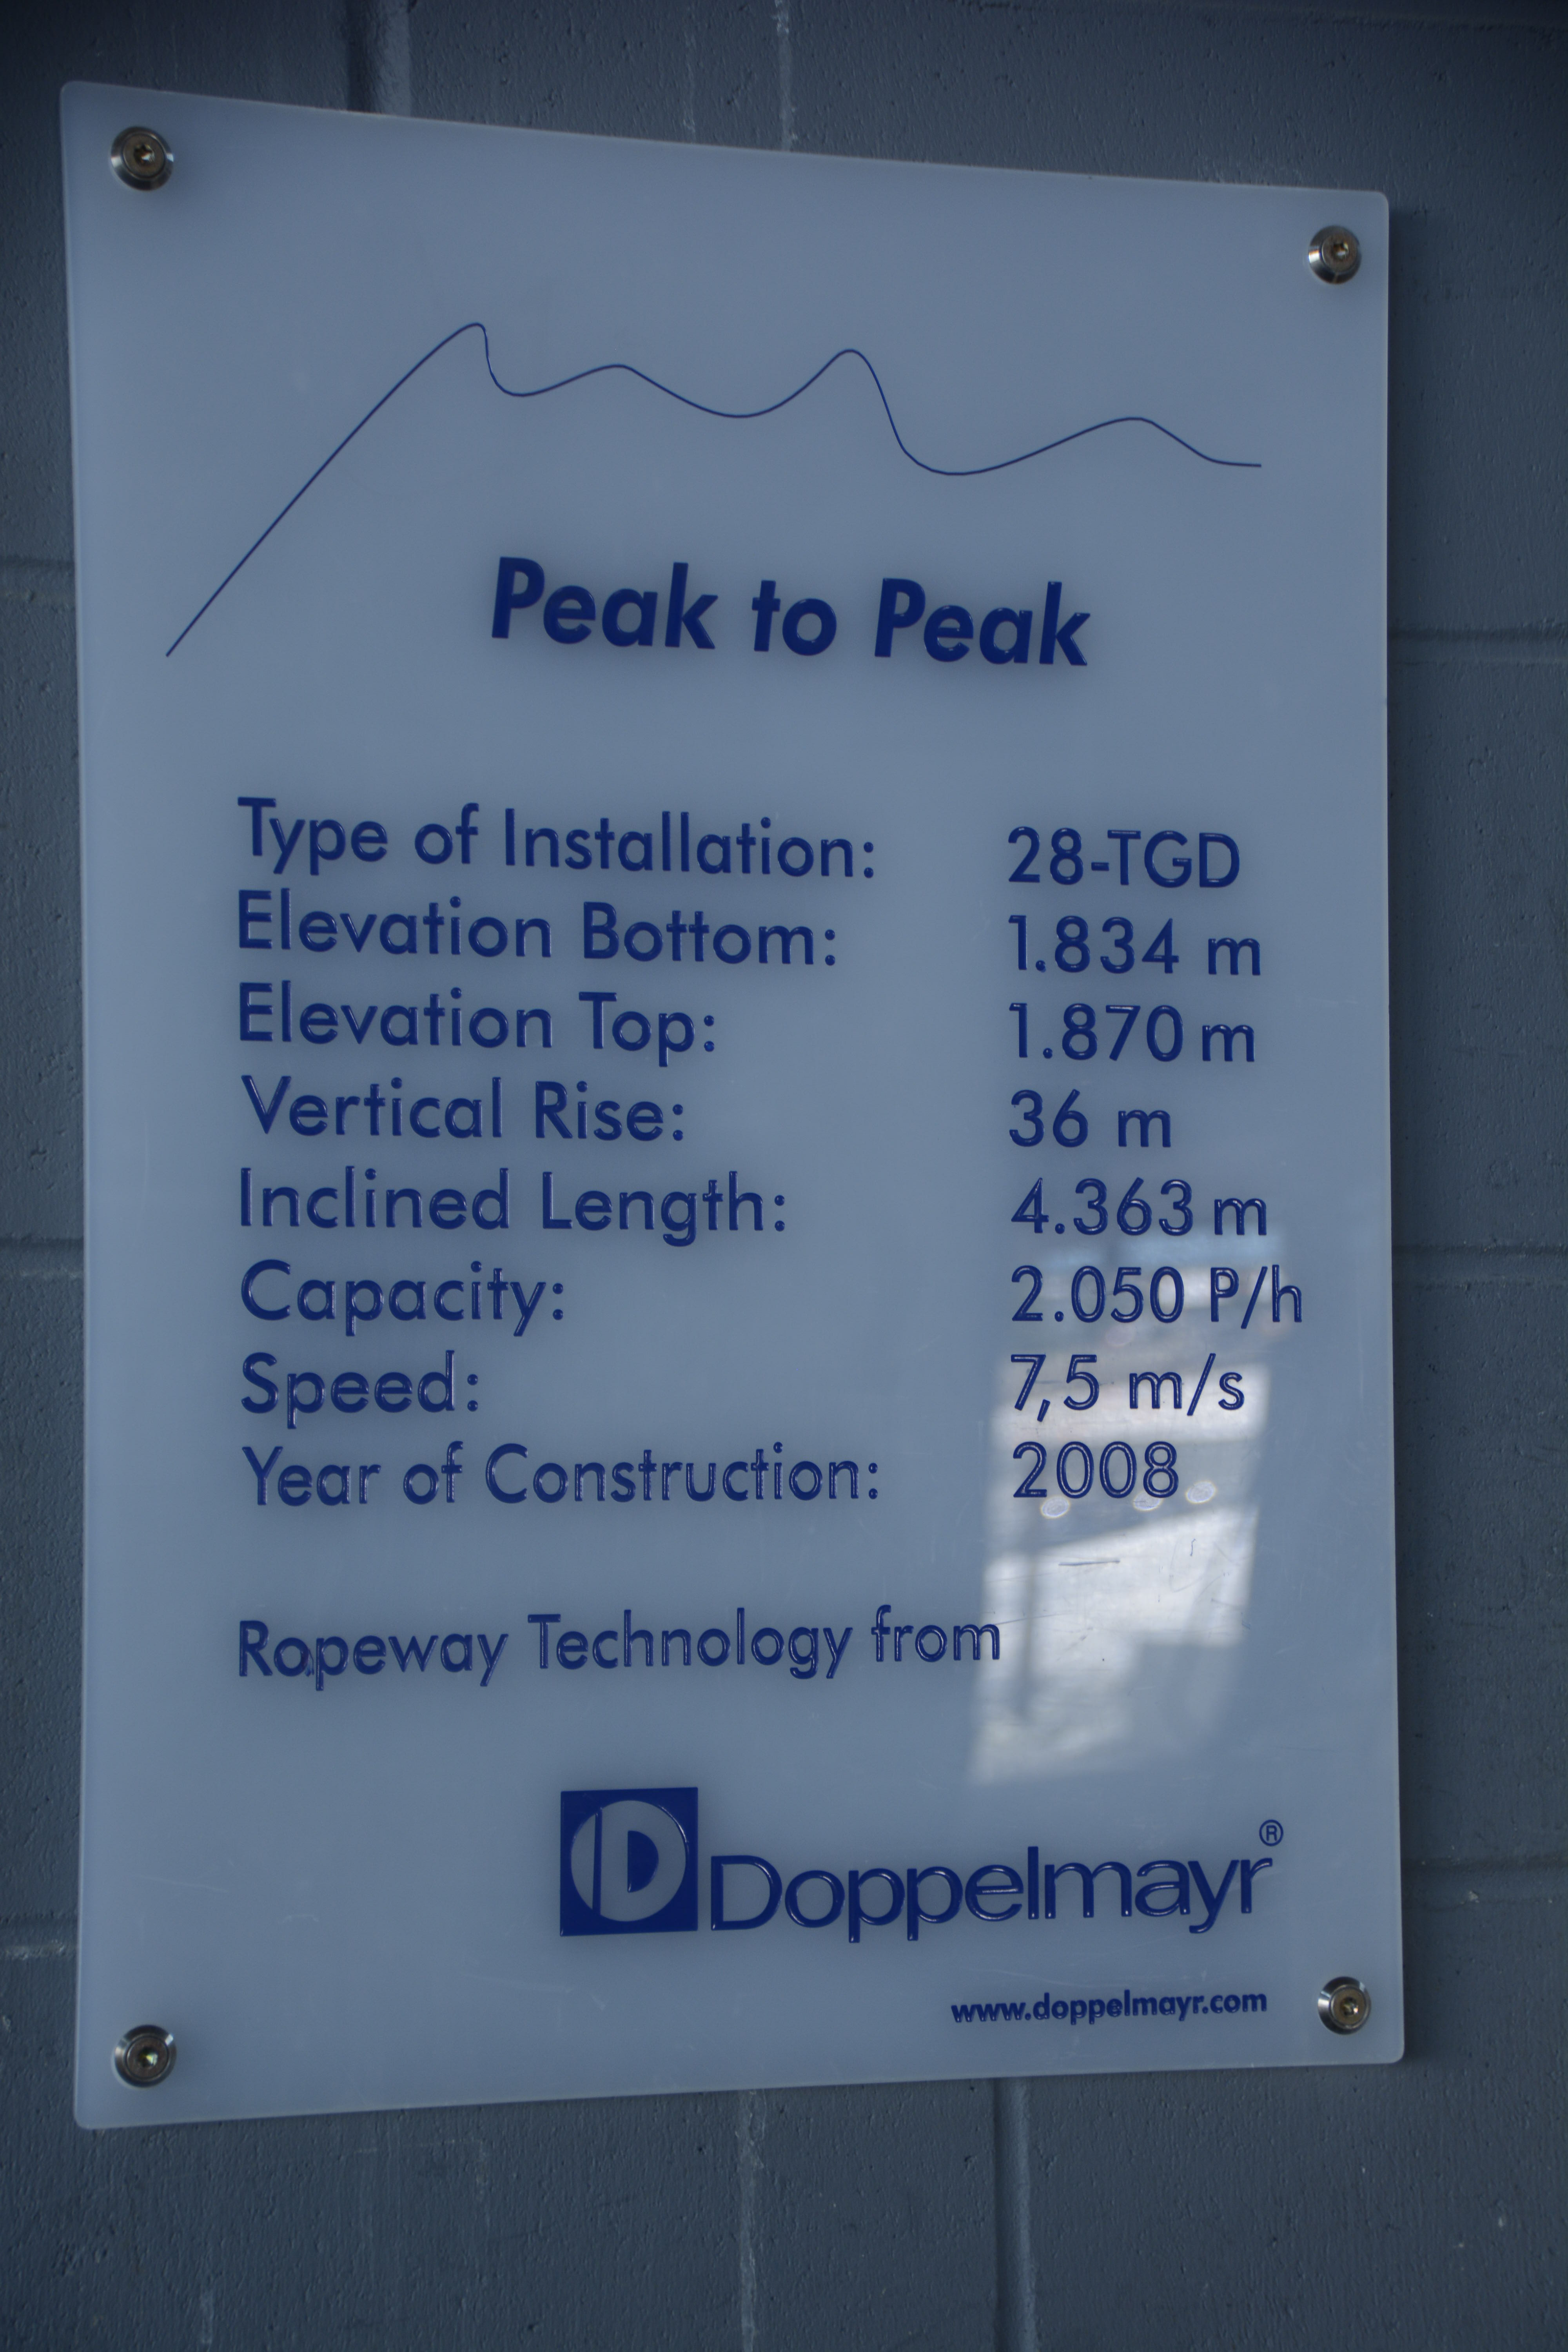 Peak to Peak
Type of Installation: 28-TGD
Elevation Bottom: 1.834 m
Elevation Top: 1.870 m
Vertical Rise: 36 m
Inclined Length: 4.363 m
Capacity: 2.050 P/h
Speed: 7,5 m/s
Year of Construction: 2008
Ropeway Technology from
D Doppelmayr®
www.doppelmayr.com